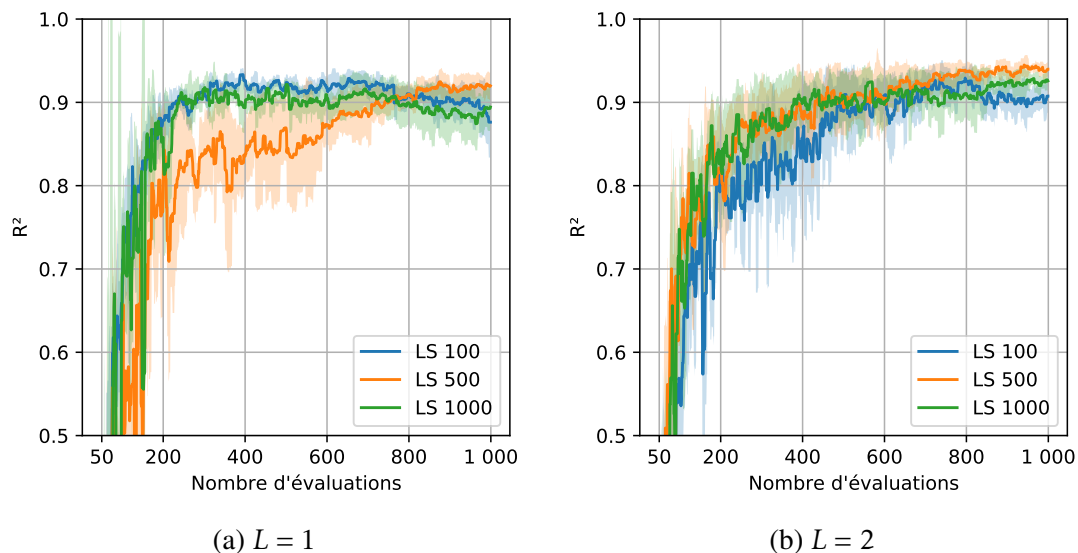 1.0
0.9
0.8
0.7
0.6
0.5
R²
50 200 400 600 800 1 000
Nombre d'évaluations
LS 100
LS 500
LS 1000
(a) L = 1
1.0
0.9
0.8
0.7
0.6
0.5
R²
50 200 400 600 800 1 000
Nombre d'évaluations
LS 100
LS 500
LS 1000
(b) L = 2